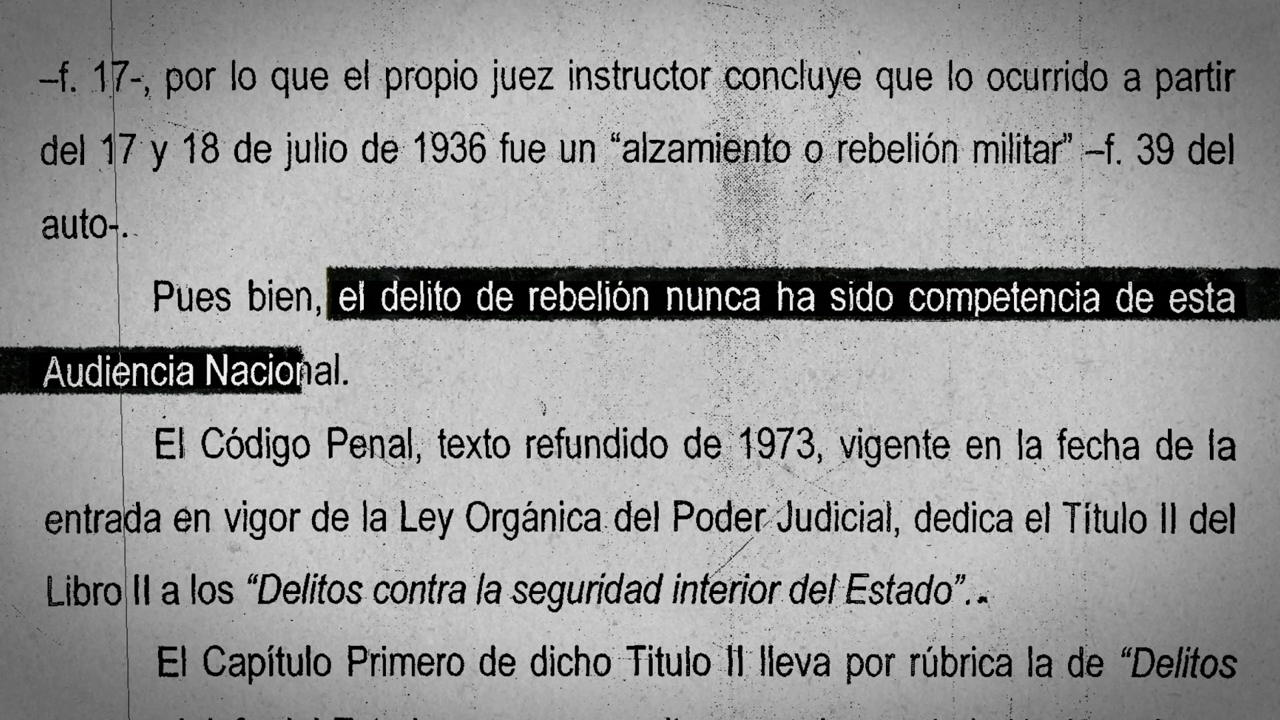 –f. 17-, por lo que el propio juez instructor concluye que lo ocurrido a partir
del 17 y 18 de julio de 1936 fue un “alzamiento o rebelión militar” –f. 39 del
auto-.
Pues bien, el delito de rebelión nunca ha sido competencia de esta
Audiencia Nacional.
El Código Penal, texto refundido de 1973, vigente en la fecha de la
entrada en vigor de la Ley Orgánica del Poder Judicial, dedica el Título II del
Libro II a los “Delitos contra la seguridad interior del Estado”.
El Capítulo Primero de dicho Titulo II lleva por rúbrica la de “Delitos